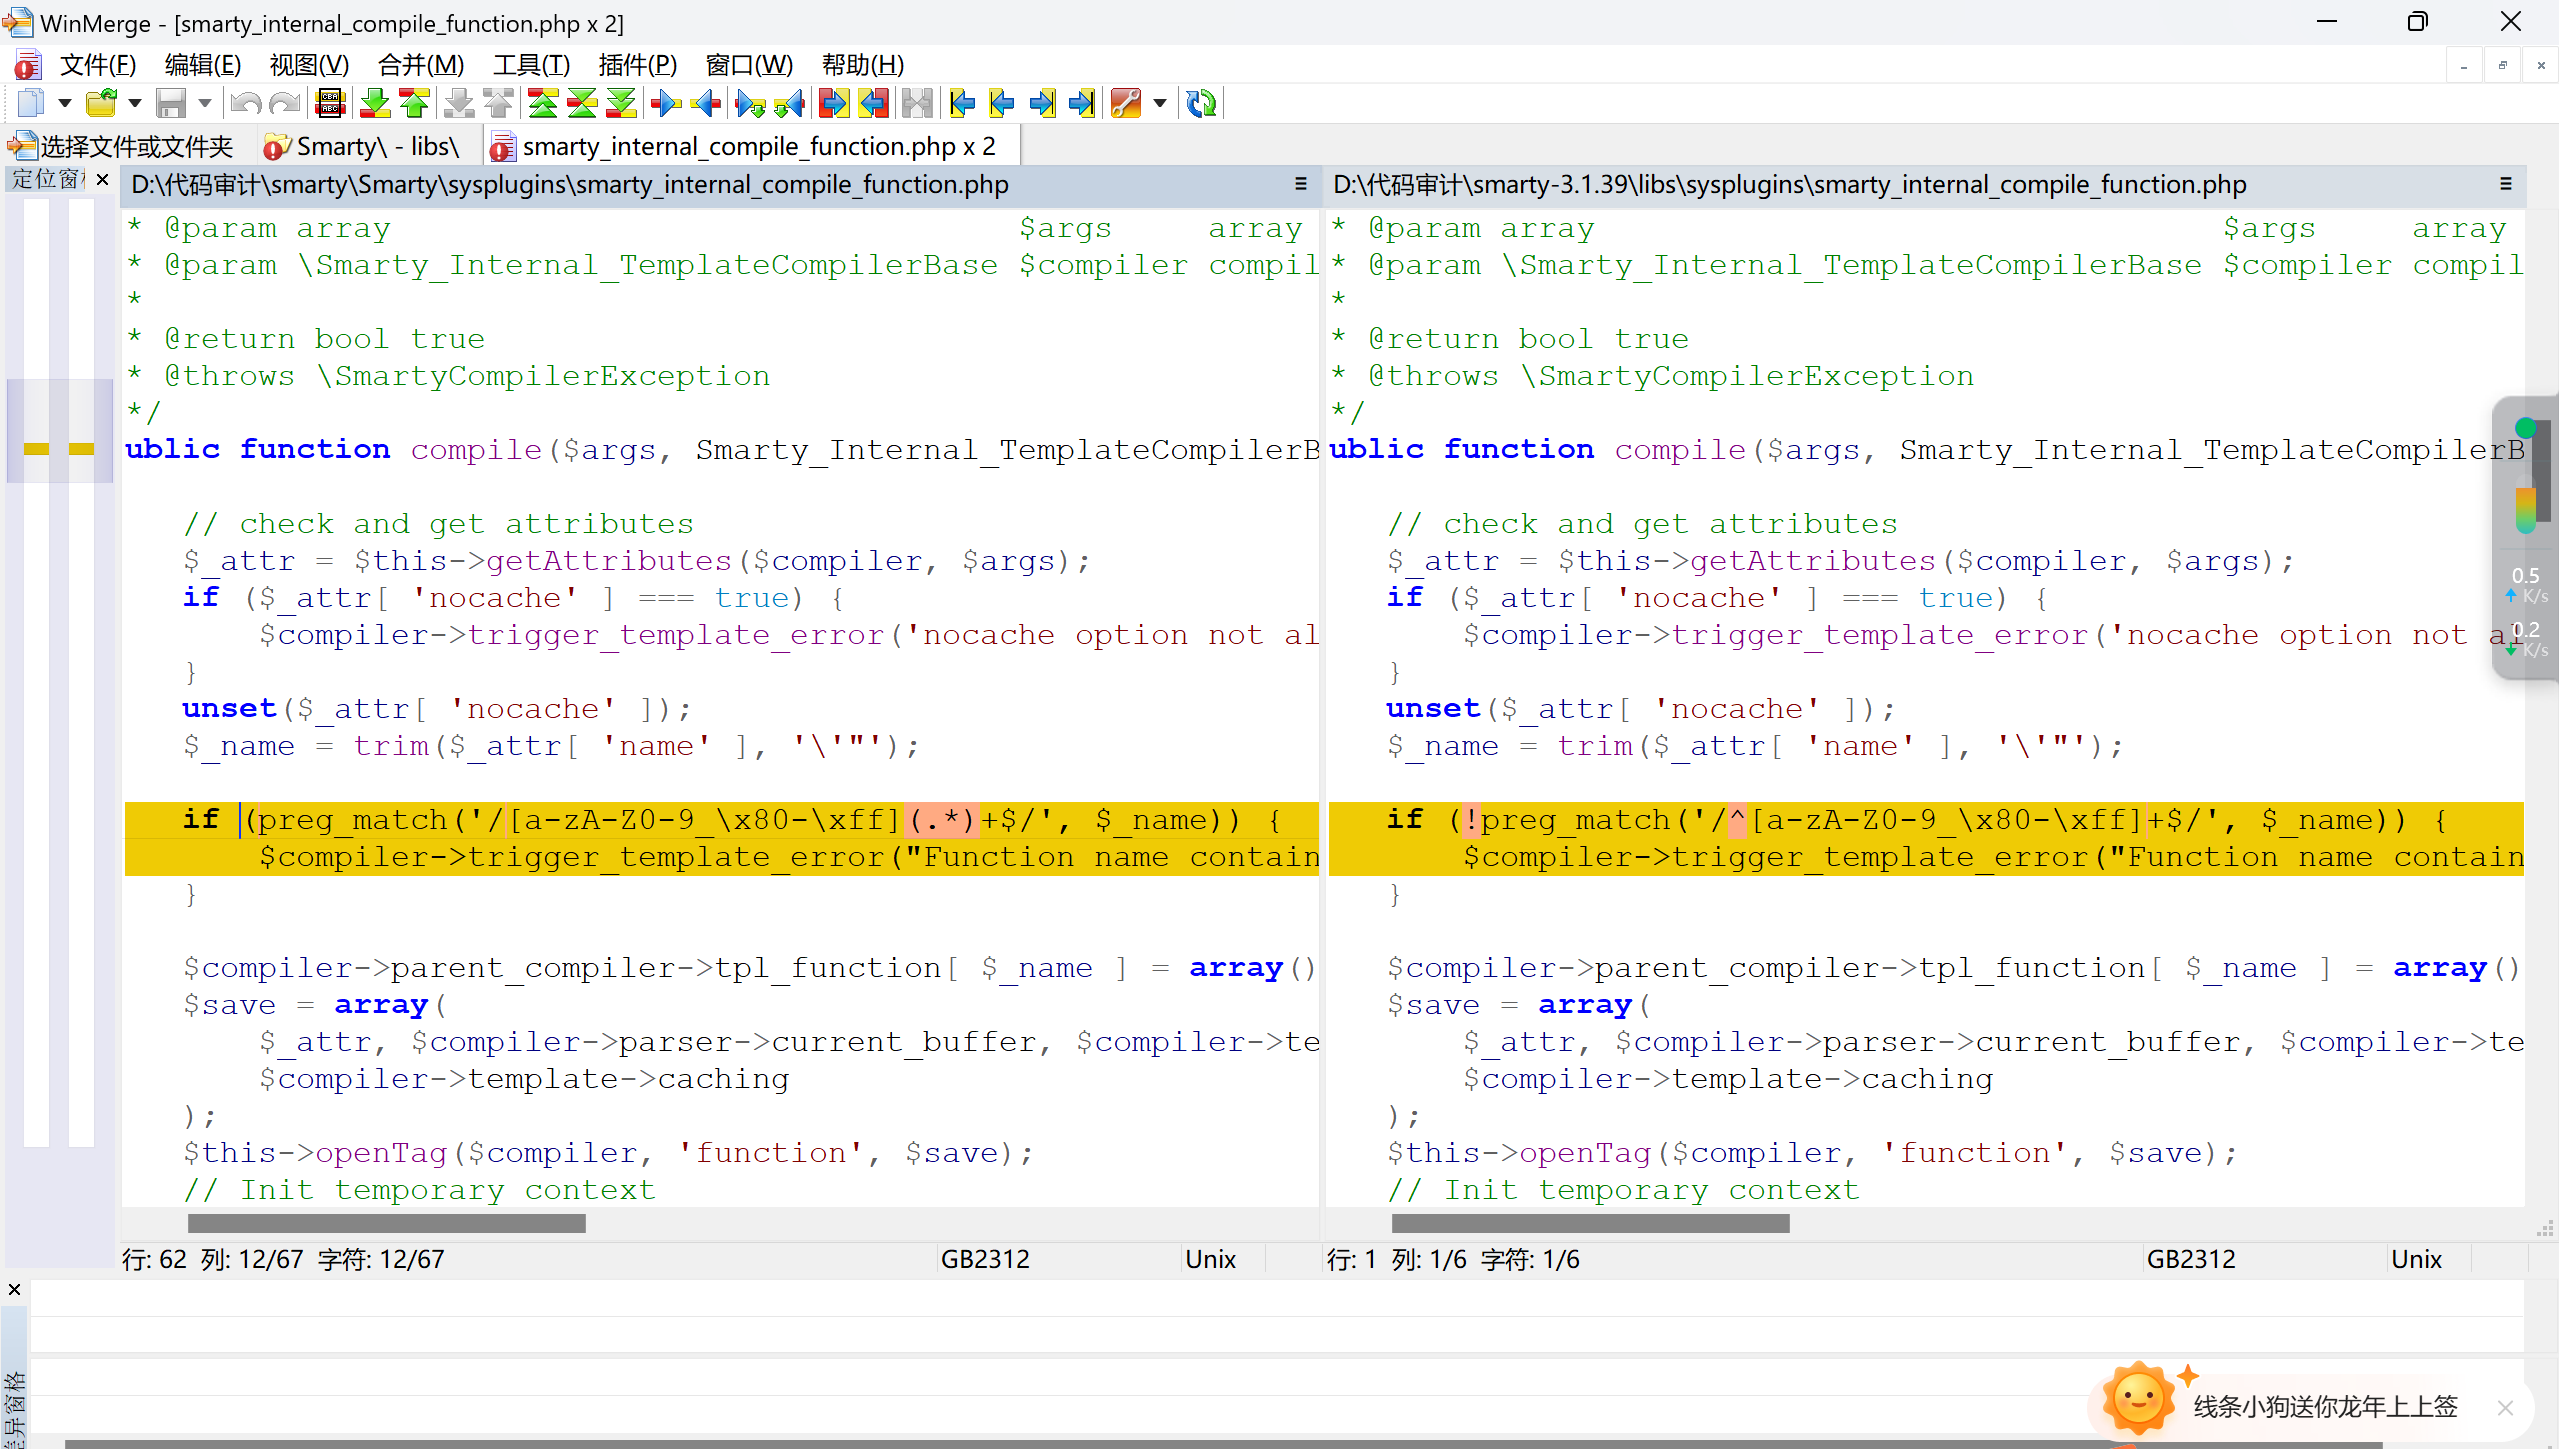 WinMerge - [smarty_internal_compile_function.php x 2]
文件(F) 编辑(E) 视图(V) 合并(M) 工具(T) 插件(P) 窗口(W) 帮助(H)
选择文件或文件夹 Smarty\ - libs\ smarty_internal_compile_function.php x 2
定位窗
D:\代码审计\smarty\Smarty\sysplugins\smarty_internal_compile_function.php
* @param array $args array
* @param \Smarty_Internal_TemplateCompilerBase $compiler compil
*
* @return bool true
* @throws \SmartyCompilerException
*/
ublic function compile($args, Smarty_Internal_TemplateCompilerB
// check and get attributes
$_attr = $this->getAttributes($compiler, $args);
if ($_attr[ 'nocache' ] === true) {
$compiler->trigger_template_error('nocache option not al
}
unset($_attr[ 'nocache' ]);
$_name = trim($_attr[ 'name' ], '\'"');
if (preg_match('/[a-zA-Z0-9_\x80-\xff](.*)+$/', $_name)) {
$compiler->trigger_template_error("Function name contain
}
$compiler->parent_compiler->tpl_function[ $_name ] = array()
$save = array(
$_attr, $compiler->parser->current_buffer, $compiler->te
$compiler->template->caching
);
$this->openTag($compiler, 'function', $save);
// Init temporary context
行: 62 列: 12/67 字符: 12/67 GB2312 Unix
D:\代码审计\smarty-3.1.39\libs\sysplugins\smarty_internal_compile_function.php
* @param array $args array
* @param \Smarty_Internal_TemplateCompilerBase $compiler compil
*
* @return bool true
* @throws \SmartyCompilerException
*/
ublic function compile($args, Smarty_Internal_TemplateCompilerB
// check and get attributes
$_attr = $this->getAttributes($compiler, $args);
if ($_attr[ 'nocache' ] === true) {
$compiler->trigger_template_error('nocache option not al
}
unset($_attr[ 'nocache' ]);
$_name = trim($_attr[ 'name' ], '\'"');
if (!preg_match('/^[a-zA-Z0-9_\x80-\xff]+$/', $_name)) {
$compiler->trigger_template_error("Function name contain
}
$compiler->parent_compiler->tpl_function[ $_name ] = array()
$save = array(
$_attr, $compiler->parser->current_buffer, $compiler->te
$compiler->template->caching
);
$this->openTag($compiler, 'function', $save);
// Init temporary context
行: 1 列: 1/6 字符: 1/6 GB2312 Unix
0.5
K/s
0.2
K/s
差异窗格
线条小狗送你龙年上上签